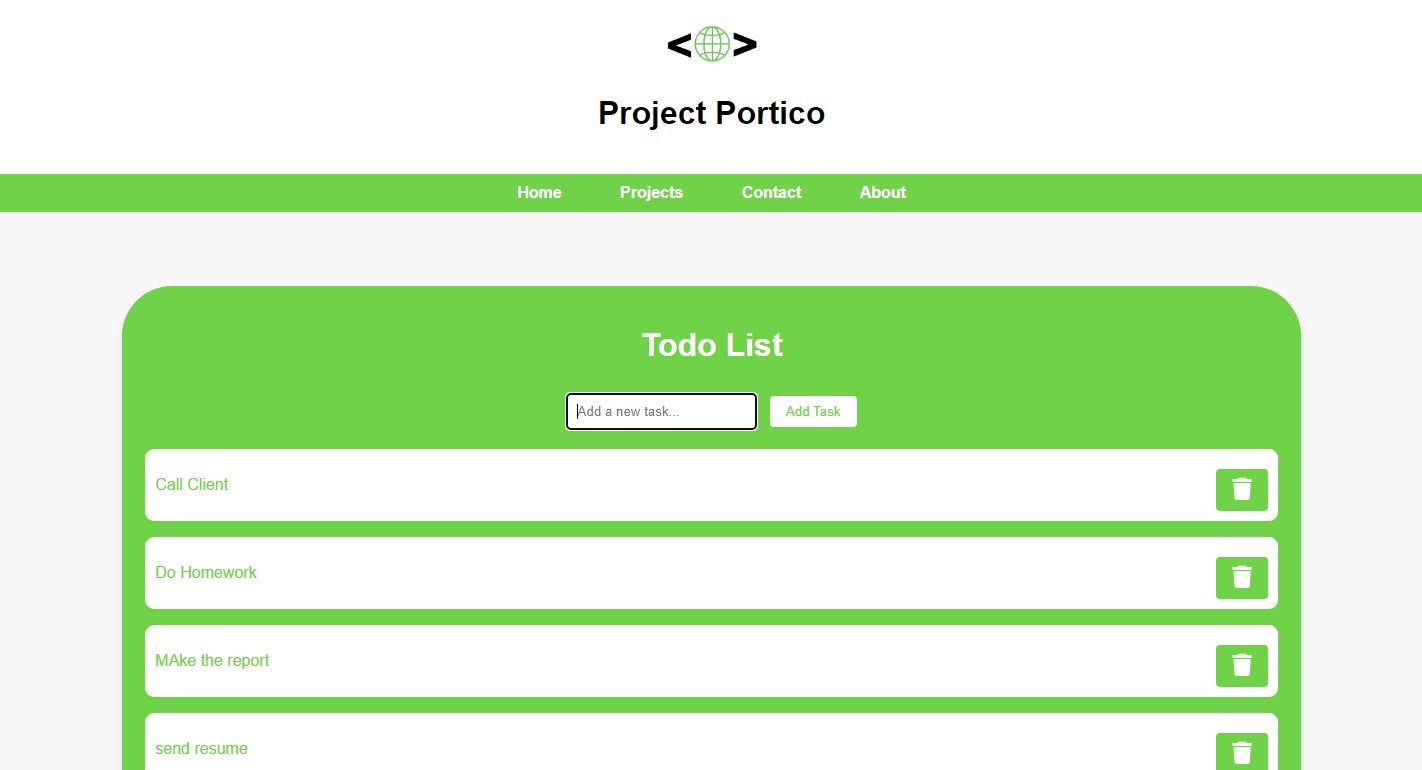 < >
Project Portico
Home Projects Contact About
Todo List
Add a new task...
Add Task
Call Client
Do Homework
MAke the report
send resume